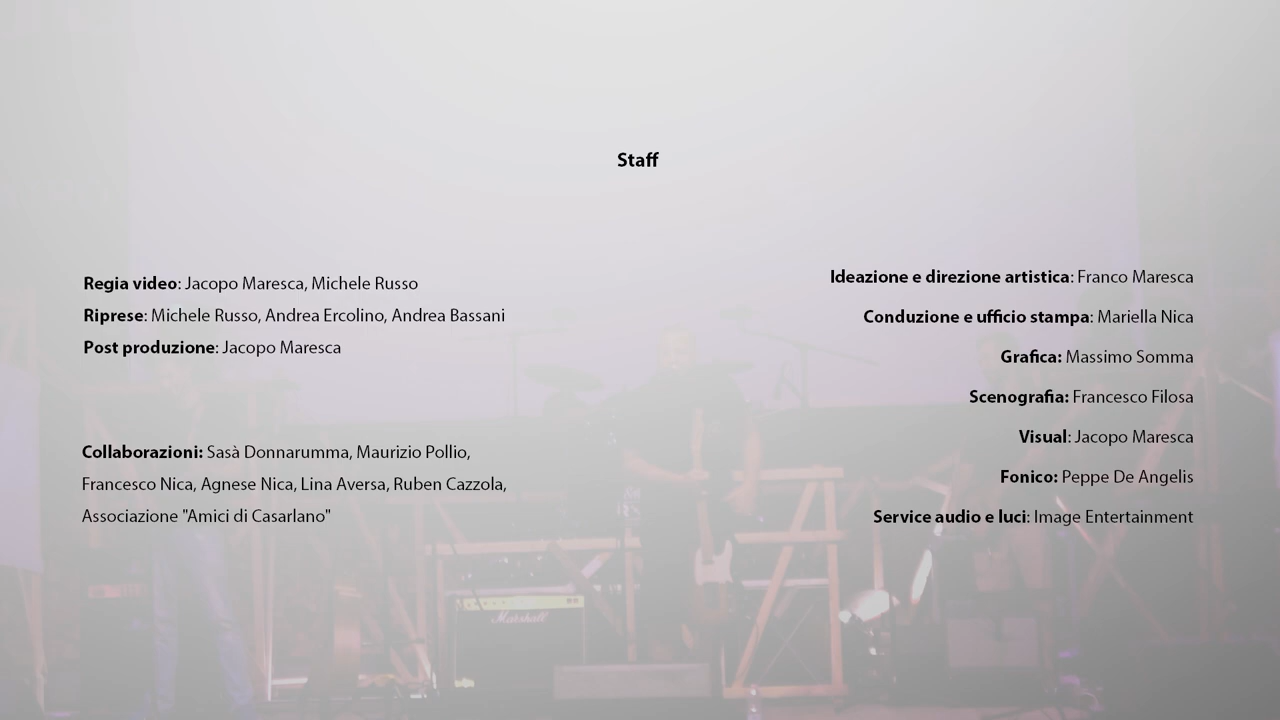 Staff
Regia video: Jacopo Maresca, Michele Russo
Riprese: Michele Russo, Andrea Ercolino, Andrea Bassani
Post produzione: Jacopo Maresca
Collaborazioni: Sasà Donnarumma, Maurizio Pollio,
Francesco Nica, Agnese Nica, Lina Aversa, Ruben Cazzola,
Associazione "Amici di Casarlano"
Ideazione e direzione artistica: Franco Maresca
Conduzione e ufficio stampa: Mariella Nica
Grafica: Massimo Somma
Scenografia: Francesco Filosa
Visual: Jacopo Maresca
Fonico: Peppe De Angelis
Service audio e luci: Image Entertainment
Marshall